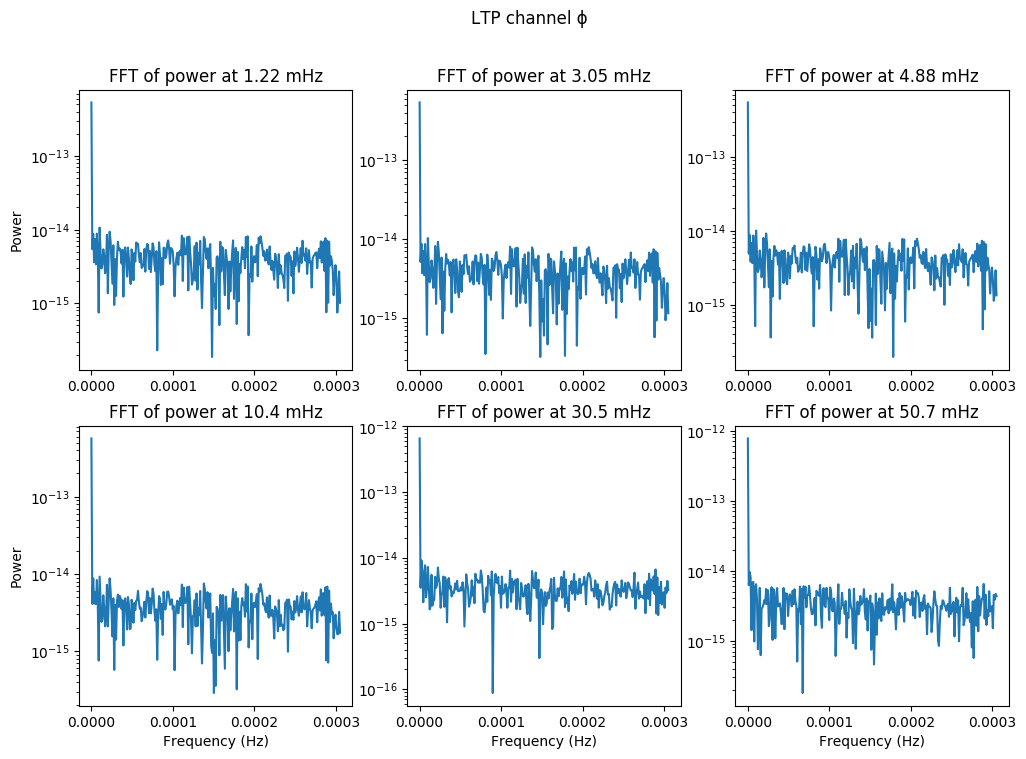 LTP channel ϕ
FFT of power at 1.22 mHz
FFT of power at 3.05 mHz
FFT of power at 4.88 mHz
Power
10⁻¹³
10⁻¹⁴
10⁻¹⁵
10⁻¹³
10⁻¹⁴
10⁻¹⁵
10⁻¹³
10⁻¹⁴
10⁻¹⁵
0.0000 0.0001 0.0002 0.0003
0.0000 0.0001 0.0002 0.0003
0.0000 0.0001 0.0002 0.0003
FFT of power at 10.4 mHz
FFT of power at 30.5 mHz
FFT of power at 50.7 mHz
Power
10⁻¹³
10⁻¹⁴
10⁻¹⁵
10⁻¹²
10⁻¹³
10⁻¹⁴
10⁻¹⁵
10⁻¹⁶
10⁻¹²
10⁻¹³
10⁻¹⁴
10⁻¹⁵
0.0000 0.0001 0.0002 0.0003
0.0000 0.0001 0.0002 0.0003
0.0000 0.0001 0.0002 0.0003
Frequency (Hz)
Frequency (Hz)
Frequency (Hz)